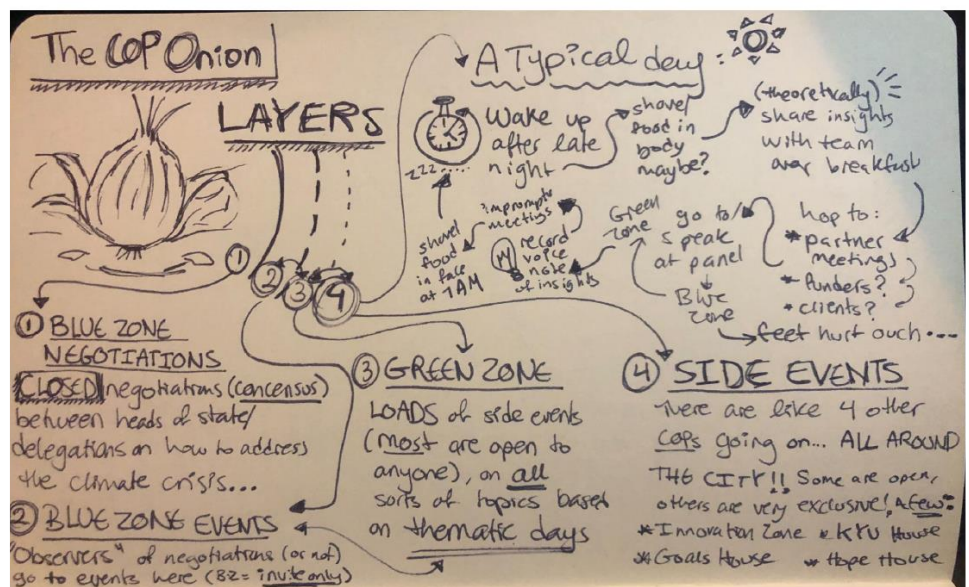 The COP Onion
LAYERS
1
2
3
4
A Typical day:
zzz.....
Wake up
after late
night
shovel
food in
body
maybe?
(theoretically)
share insights
with team
over breakfast
hop to:
* partner
meetings
* funders?
* clients?
go to/
speak
at panel
Green
Zone
Blue
Zone
feet hurt ouch...
record
voice
note
of insights
impromptu
meetings
shovel
food
in face
at 1AM
① BLUE ZONE
NEGOTIATIONS
CLOSED negotiations (concensus)
between heads of state/
delegations on how to address
the climate crisis...
② BLUE ZONE EVENTS
"Observers" of negotiations (or not)
go to events here (BZ= invite only)
③ GREEN ZONE
LOADS of side events
(most are open to
anyone), on all
sorts of topics based
on thematic days
④ SIDE EVENTS
There are like 4 other
COPs going on... ALL AROUND
THE CITY!! Some are open,
others are very exclusive! A few:
* Innovation Zone * KYU House
* Goals House * Hope House